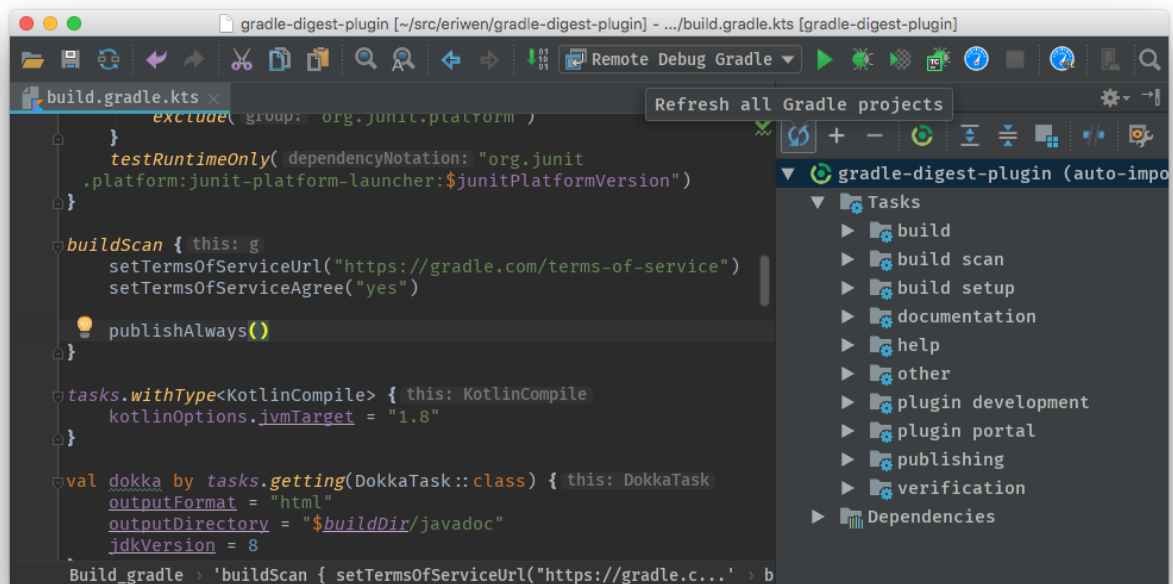 gradle-digest-plugin [~/src/eriwen/gradle-digest-plugin] - .../build.gradle.kts [gradle-digest-plugin]
Remote Debug Gradle
build.gradle.kts
Refresh all Gradle projects
exclude( group: "org.junit.platform")
}
testRuntimeOnly( dependencyNotation: "org.junit
.platform:junit-platform-launcher:$junitPlatformVersion")
}
buildScan { this: g
setTermsOfServiceUrl("https://gradle.com/terms-of-service")
setTermsOfServiceAgree("yes")
publishAlways()
}
tasks.withType<KotlinCompile> { this: KotlinCompile
kotlinOptions.jvmTarget = "1.8"
}
val dokka by tasks.getting(DokkaTask::class) { this: DokkaTask
outputFormat = "html"
outputDirectory = "$buildDir/javadoc"
jdkVersion = 8
Build_gradle › 'buildScan { setTermsOfServiceUrl("https://gradle.c...' › b
gradle-digest-plugin (auto-impo
Tasks
build
build scan
build setup
documentation
help
other
plugin development
plugin portal
publishing
verification
Dependencies